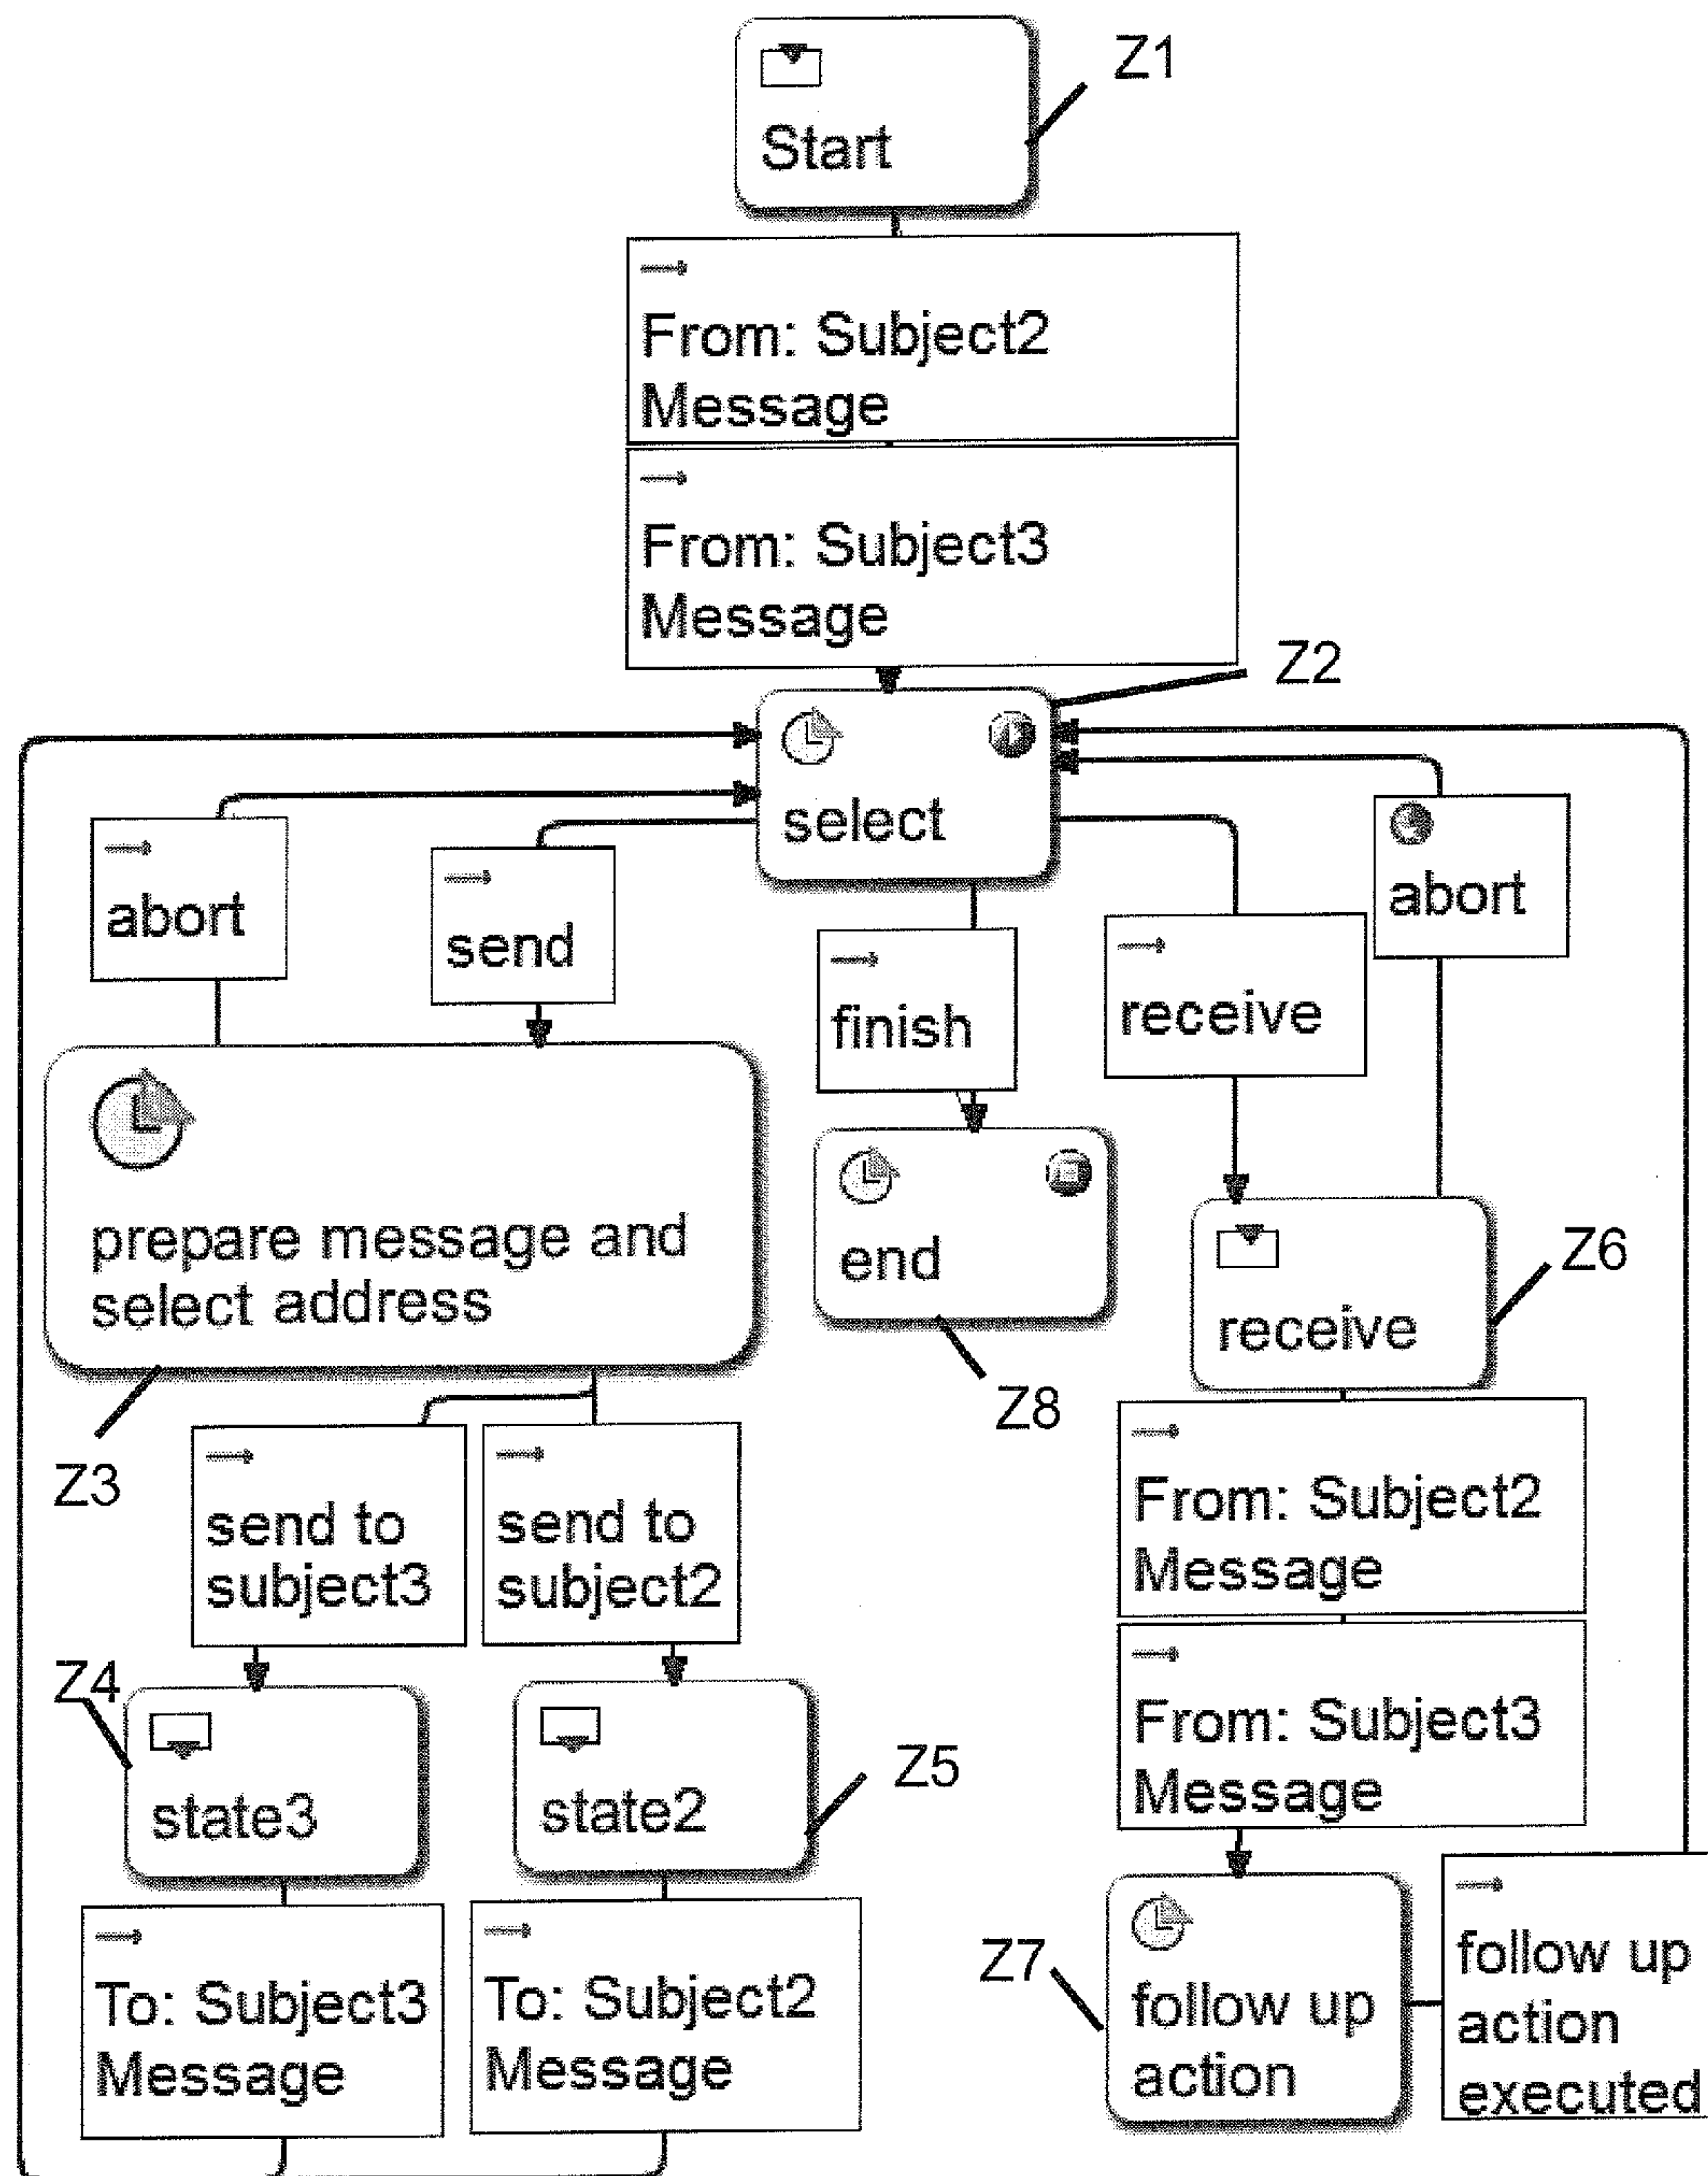 Z1
Start
From: Subject2
Message
From: Subject3
Message
Z2
select
abort
send
finish
receive
abort
prepare message and
select address
Z3
end
Z8
receive
Z6
send to
subject3
send to
subject2
From: Subject2
Message
From: Subject3
Message
Z4
state3
state2
Z5
To: Subject3
Message
To: Subject2
Message
Z7
follow up
action
follow up
action
executed